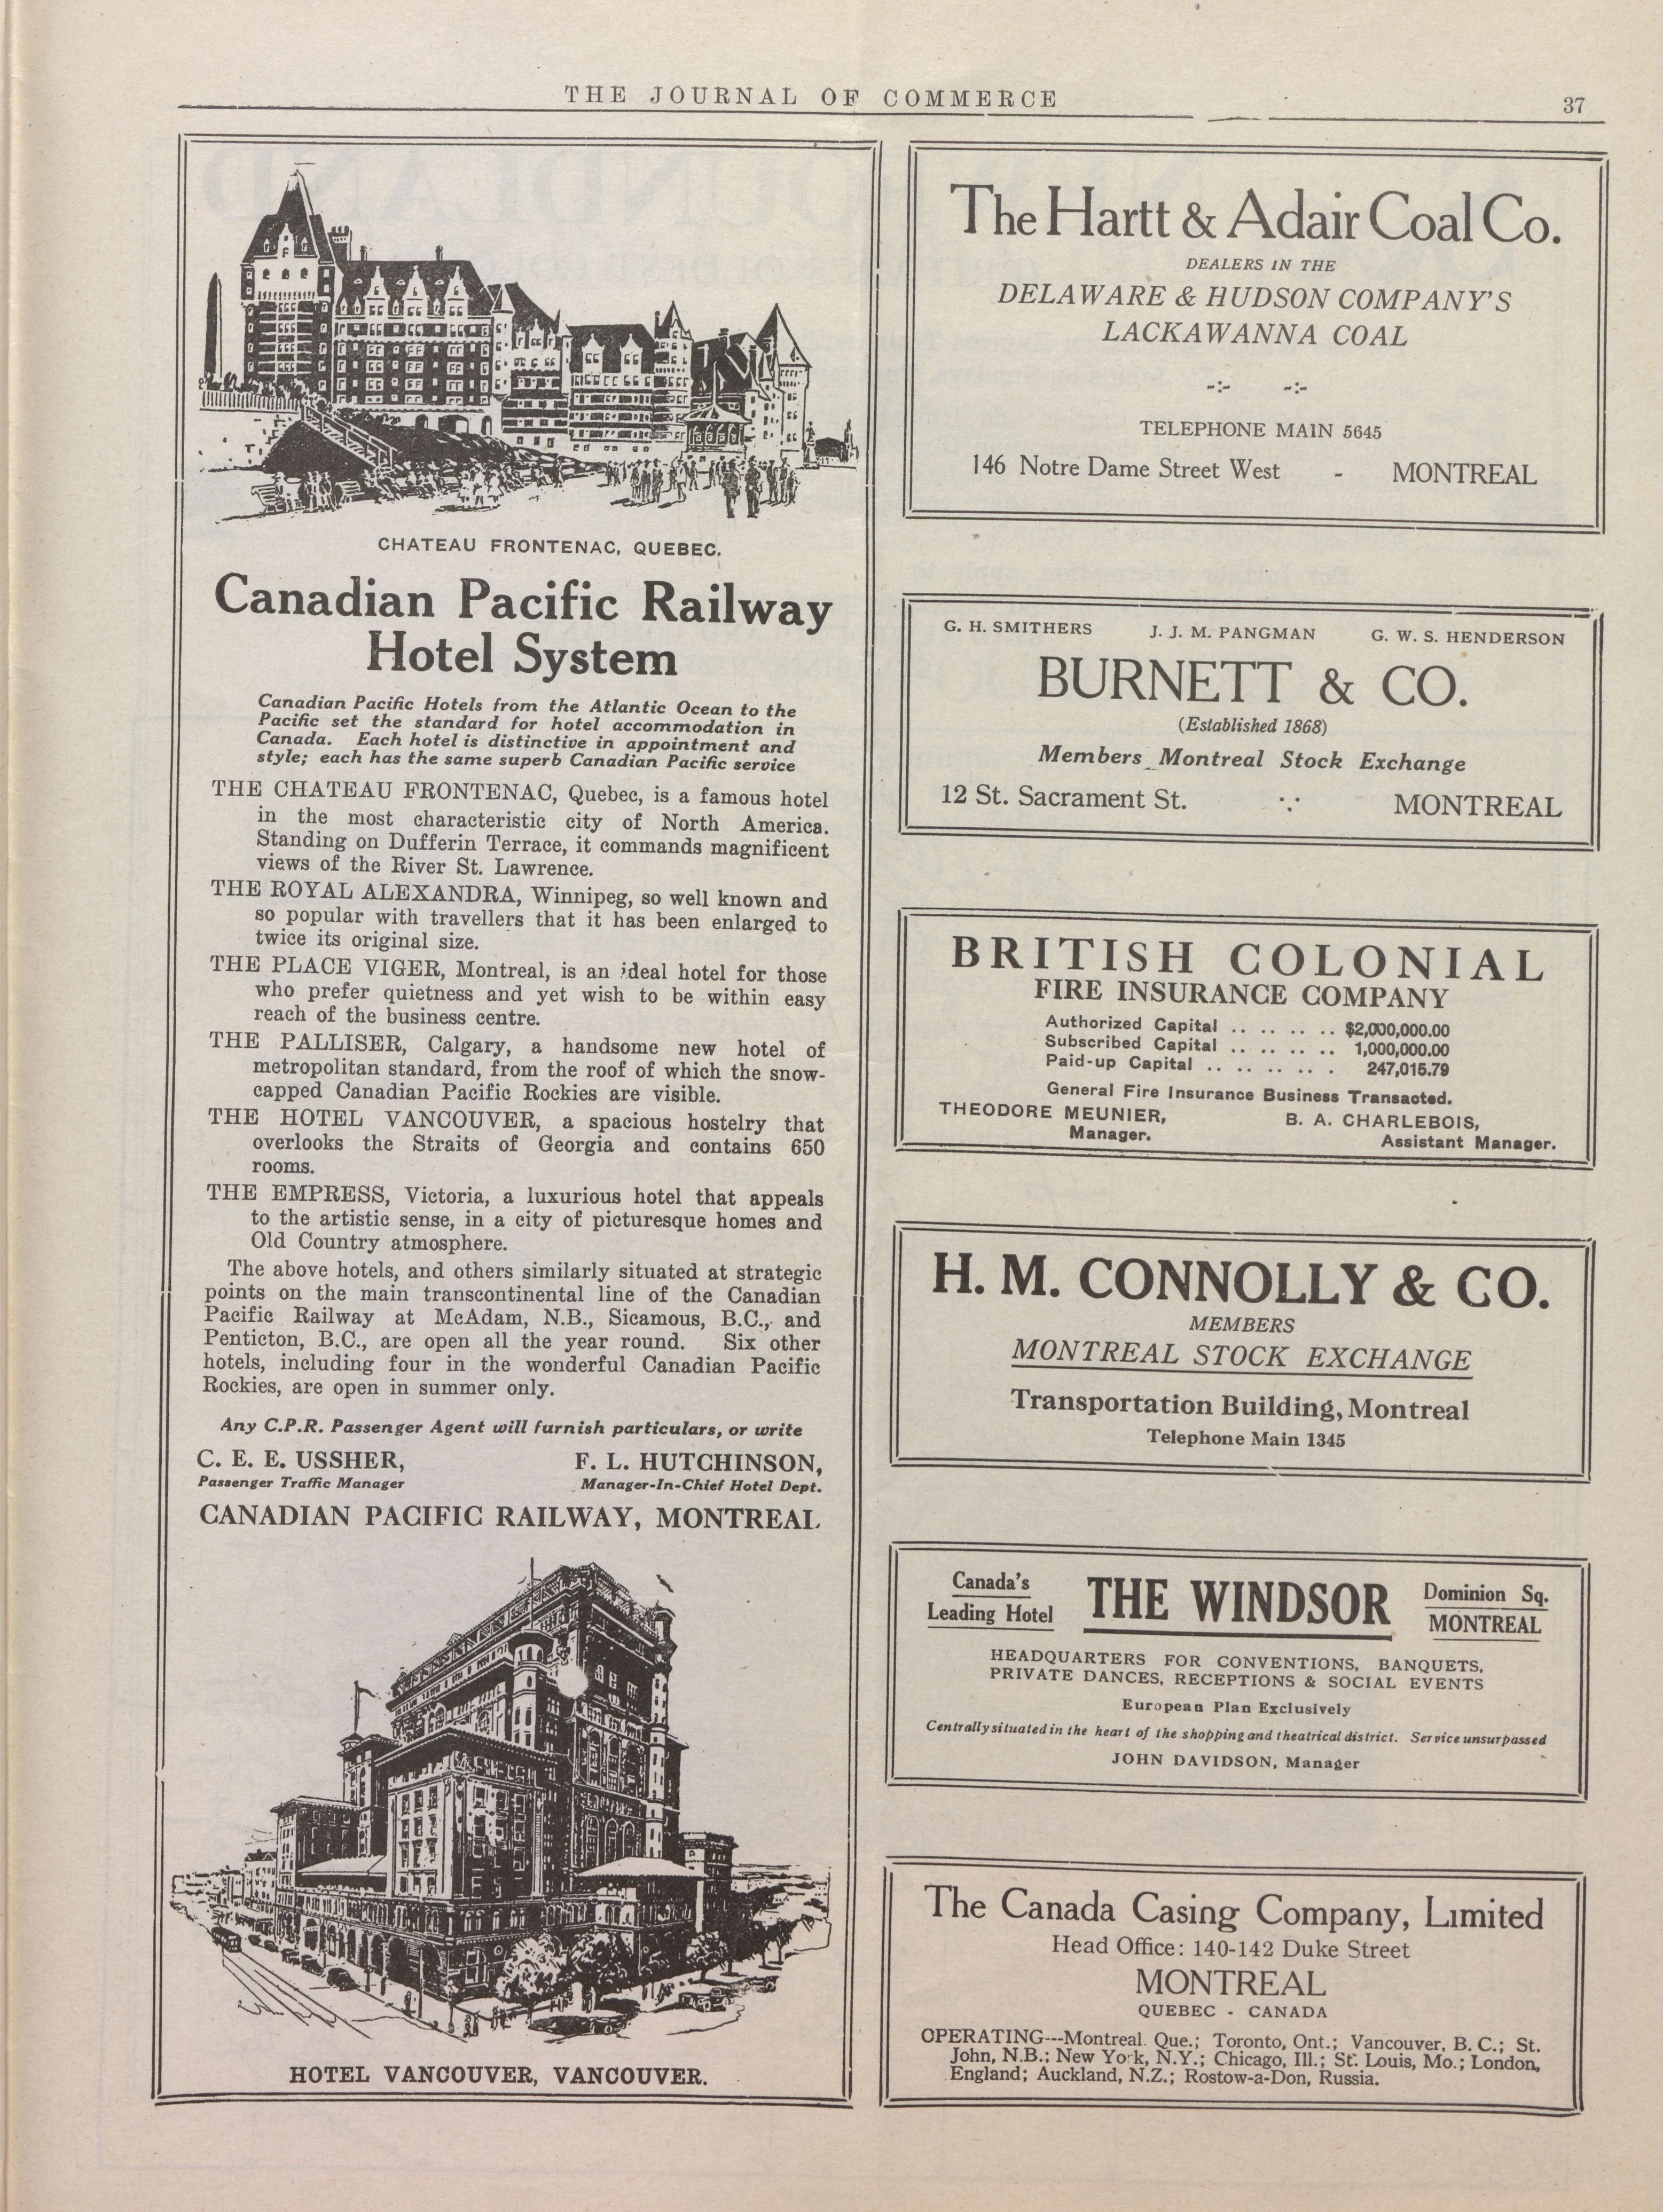 THE JOURNAL OF COMMERCE
37
CHATEAU FRONTENAC, QUEBEC.
Canadian Pacific Railway
Hotel System
Canadian Pacific Hotels from the Atlantic Ocean to the
Pacific set the standard for hotel accommodation in
Canada. Each hotel is distinctive in appointment and
style; each has the same superb Canadian Pacific service
THE CHATEAU FRONTENAC, Quebec, is a famous hotel
in the most characteristic city of North America.
Standing on Dufferin Terrace, it commands magnificent
views of the River St. Lawrence.
THE ROYAL ALEXANDRA, Winnipeg, so well known and
so popular with travellers that it has been enlarged to
twice its original size.
THE PLACE VIGER, Montreal, is an ideal hotel for those
who prefer quietness and yet wish to be within easy
reach of the business centre.
THE PALLISER, Calgary, a handsome new hotel of
metropolitan standard, from the roof of which the snow-
capped Canadian Pacific Rockies are visible.
THE HOTEL VANCOUVER, a spacious hostelry that
overlooks the Straits of Georgia and contains 650
rooms.
THE EMPRESS, Victoria, a luxurious hotel that appeals
to the artistic sense, in a city of picturesque homes and
Old Country atmosphere.
The above hotels, and others similarly situated at strategic
points on the main transcontinental line of the Canadian
Pacific Railway at McAdam, N.B., Sicamous, B.C., and
Penticton, B.C., are open all the year round. Six other
hotels, including four in the wonderful Canadian Pacific
Rockies, are open in summer only.
Any C.P.R. Passenger Agent will furnish particulars, or write
C. E. E. USSHER, F. L. HUTCHINSON,
Passenger Traffic Manager Manager-In-Chief Hotel Dept.
CANADIAN PACIFIC RAILWAY, MONTREAL
HOTEL VANCOUVER, VANCOUVER.
The Hartt & Adair Coal Co.
DEALERS IN THE
DELAWARE & HUDSON COMPANY'S
LACKAWANNA COAL
-:- -:-
TELEPHONE MAIN 5645
146 Notre Dame Street West - MONTREAL
G. H. SMITHERS J. J. M. PANGMAN G. W. S. HENDERSON
BURNETT & CO.
(Established 1868)
Members Montreal Stock Exchange
12 St. Sacrament St. MONTREAL
BRITISH COLONIAL
FIRE INSURANCE COMPANY
Authorized Capital .. .. .. .. $2,000,000.00
Subscribed Capital .. .. .. .. 1,000,000.00
Paid-up Capital .. .. .. .. . 247,015.79
General Fire Insurance Business Transacted.
THEODORE MEUNIER, B. A. CHARLEBOIS,
Manager. Assistant Manager.
H. M. CONNOLLY & CO.
MEMBERS
MONTREAL STOCK EXCHANGE
Transportation Building, Montreal
Telephone Main 1345
Canada's
Leading Hotel
THE WINDSOR
Dominion Sq.
MONTREAL
HEADQUARTERS FOR CONVENTIONS, BANQUETS,
PRIVATE DANCES, RECEPTIONS & SOCIAL EVENTS
European Plan Exclusively
Centrally situated in the heart of the shopping and theatrical district. Service unsurpassed
JOHN DAVIDSON, Manager
The Canada Casing Company, Limited
Head Office: 140-142 Duke Street
MONTREAL
QUEBEC - CANADA
OPERATING---Montreal. Que.; Toronto, Ont.; Vancouver, B. C.; St.
John, N.B.; New York, N.Y.; Chicago, Ill.; St. Louis, Mo.; London,
England; Auckland, N.Z.; Rostow-a-Don, Russia.